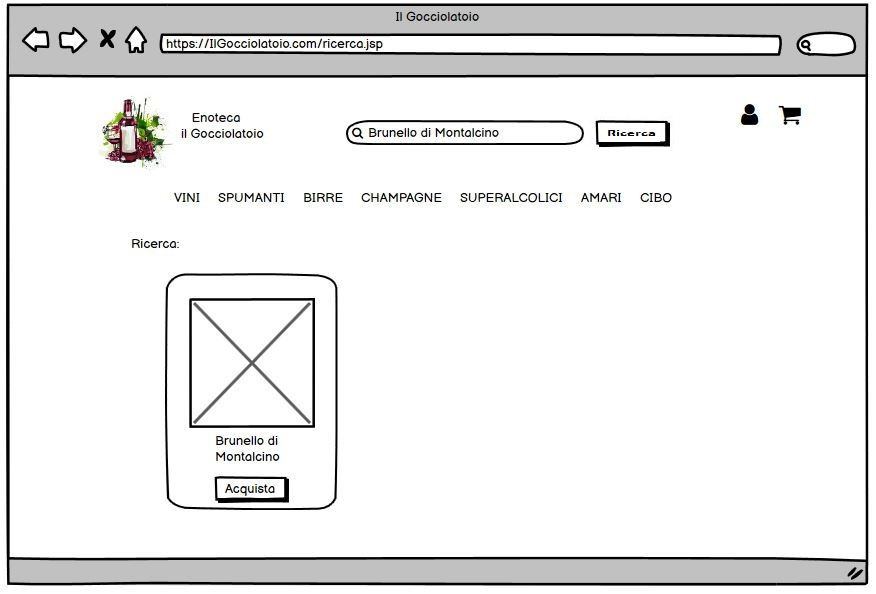 Il Gocciolatoio
https://IlGocciolatoio.com/ricerca.jsp
Enoteca
il Gocciolatoio
Brunello di Montalcino
Ricerca
VINI SPUMANTI BIRRE CHAMPAGNE SUPERALCOLICI AMARI CIBO
Ricerca:
Brunello di
Montalcino
Acquista